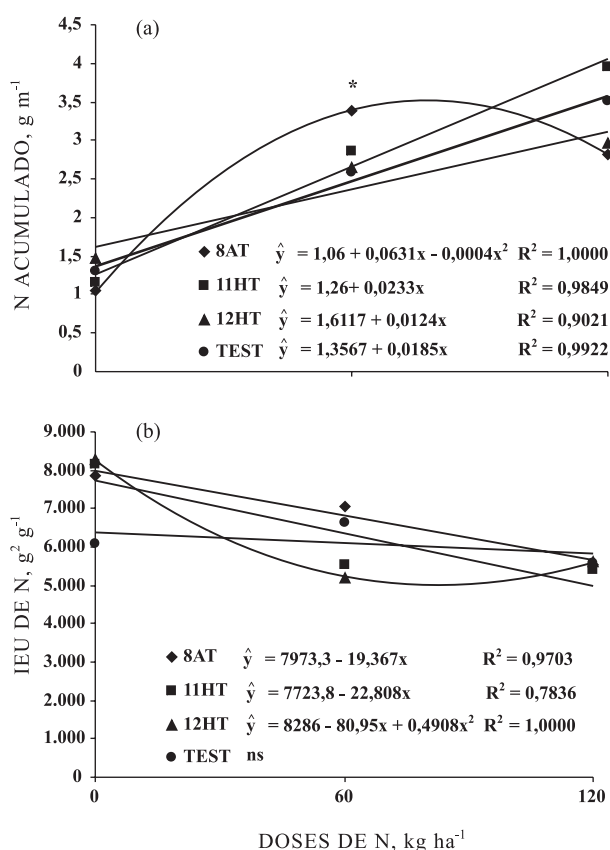 (a)
N ACUMULADO, g m⁻¹
4,5
4
3,5
3
2,5
2
1,5
1
0,5
0
*
8AT ŷ = 1,06 + 0,0631x - 0,0004x² R² = 1,0000
11HT ŷ = 1,26+ 0,0233x R² = 0,9849
12HT ŷ = 1,6117 + 0,0124x R² = 0,9021
TEST ŷ = 1,3567 + 0,0185x R² = 0,9922
(b)
IEU DE N, g² g⁻¹
9.000
8.000
7.000
6.000
5.000
4.000
3.000
2.000
1.000
0
8AT ŷ = 7973,3 - 19,367x R² = 0,9703
11HT ŷ = 7723,8 - 22,808x R² = 0,7836
12HT ŷ = 8286 - 80,95x + 0,4908x² R² = 1,0000
TEST ns
0 60 120
DOSES DE N, kg ha⁻¹